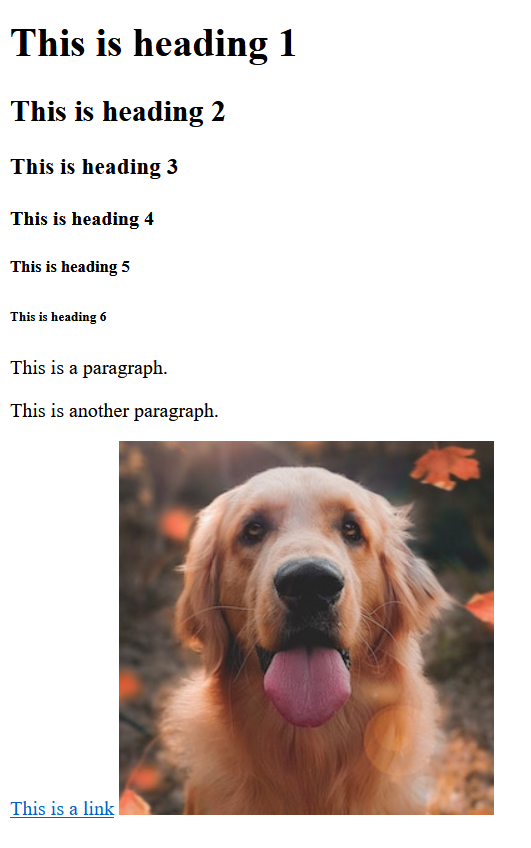 This is heading 1
This is heading 2
This is heading 3
This is heading 4
This is heading 5
This is heading 6
This is a paragraph.
This is another paragraph.
This is a link